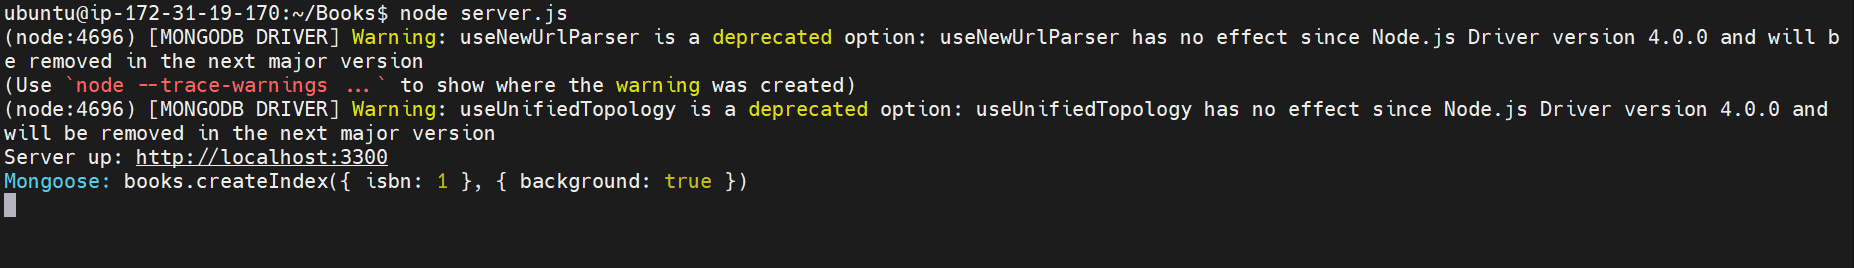 ubuntu@ip-172-31-19-170:~/Books$ node server.js
(node:4696) [MONGODB DRIVER] Warning: useNewUrlParser is a deprecated option: useNewUrlParser has no effect since Node.js Driver version 4.0.0 and will b
e removed in the next major version
(Use `node --trace-warnings ...` to show where the warning was created)
(node:4696) [MONGODB DRIVER] Warning: useUnifiedTopology is a deprecated option: useUnifiedTopology has no effect since Node.js Driver version 4.0.0 and
will be removed in the next major version
Server up: http://localhost:3300
Mongoose: books.createIndex({ isbn: 1 }, { background: true })